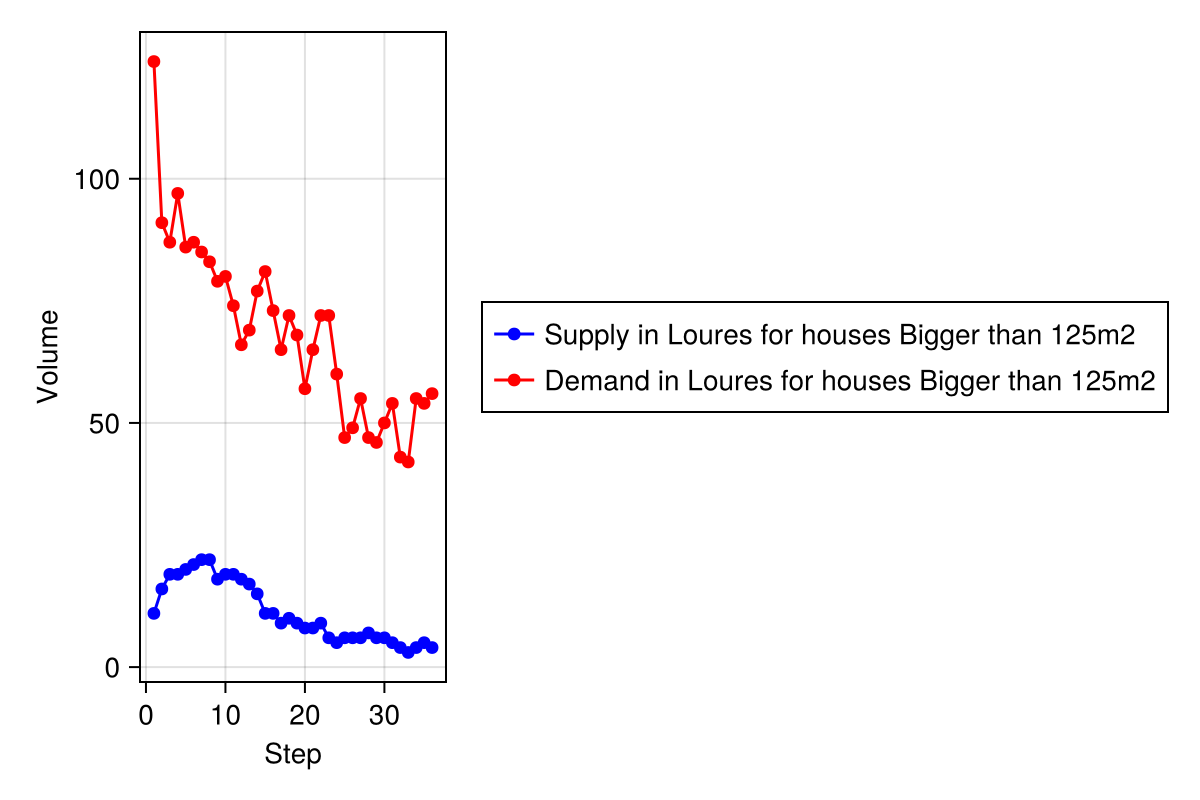 100
50
0
Volume
0 10 20 30
Step
Supply in Loures for houses Bigger than 125m2
Demand in Loures for houses Bigger than 125m2